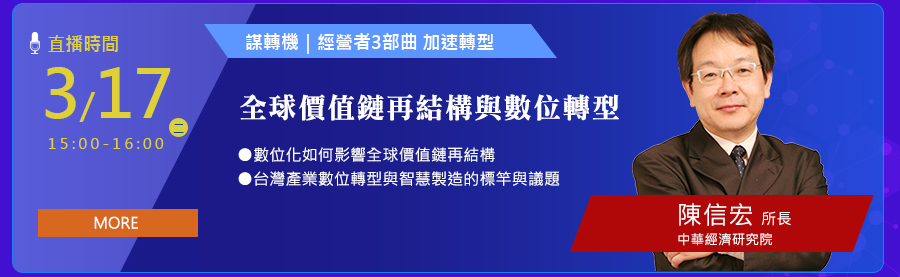 直播時間
3/17
二
15:00-16:00
MORE
謀轉機｜經營者3部曲 加速轉型
全球價值鏈再結構與數位轉型
●數位化如何影響全球價值鏈再結構
●台灣產業數位轉型與智慧製造的標竿與議題
陳信宏 所長
中華經濟研究院